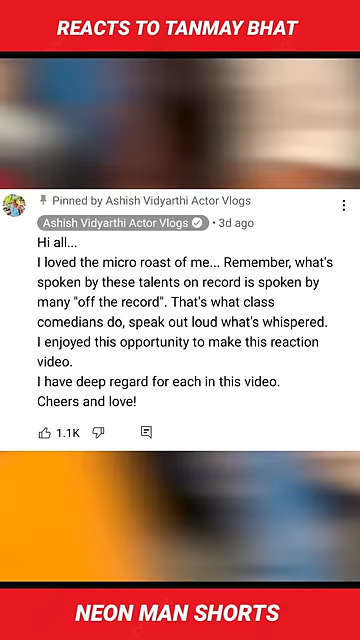 REACTS TO TANMAY BHAT
Pinned by Ashish Vidyarthi Actor Vlogs
Ashish Vidyarthi Actor Vlogs • 3d ago
Hi all...
I loved the micro roast of me... Remember, what's
spoken by these talents on record is spoken by
many "off the record". That's what class
comedians do, speak out loud what's whispered.
I enjoyed this opportunity to make this reaction
video.
I have deep regard for each in this video.
Cheers and love!
1.1K
NEON MAN SHORTS